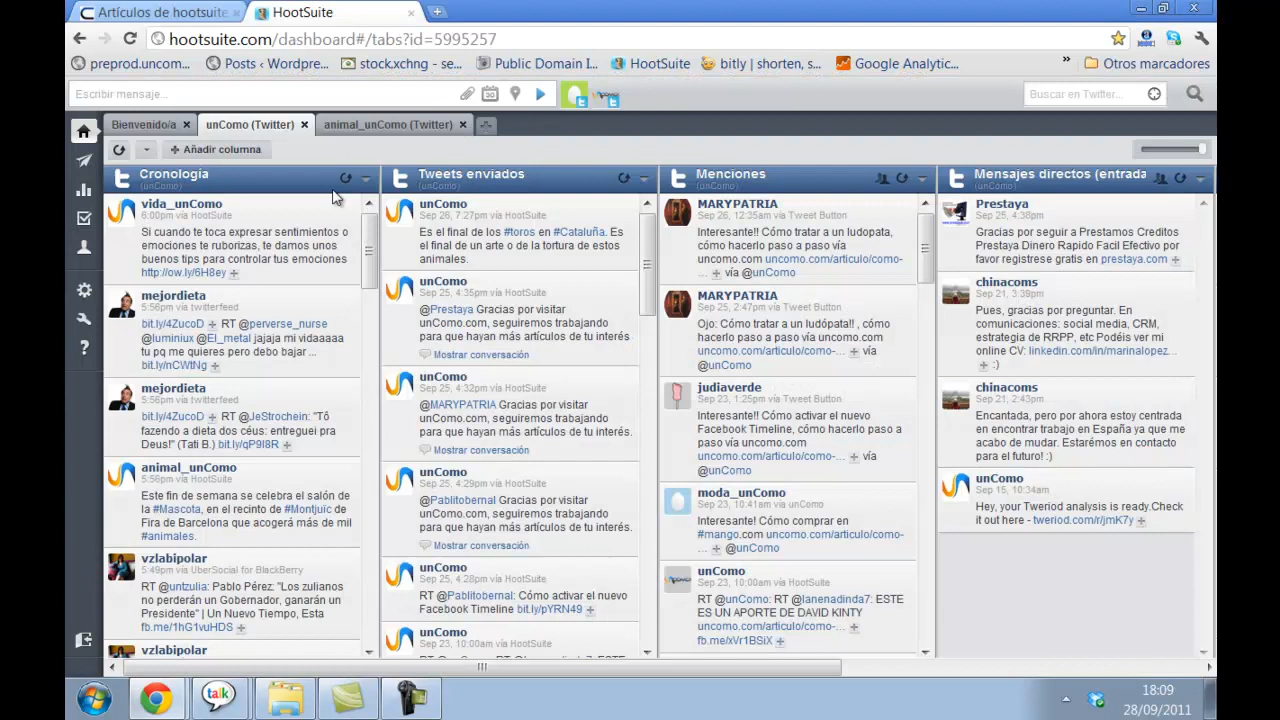 Artículos de hootsuite
HootSuite
hootsuite.com/dashboard#/tabs?id=5995257
preprod.uncom...
Posts ‹ Wordpre...
stock.xchng - se...
Public Domain I...
HootSuite
bitly | shorten, s...
Google Analytic...
»
Otros marcadores
Escribir mensaje...
Buscar en Twitter...
Bienvenido/a
unComo (Twitter)
animal_unComo (Twitter)
Añadir columna
Cronología
(unComo)
vida_unComo
6:00pm vía HootSuite
Si cuando te toca expresar sentimientos o
emociones te ruborizas, te damos unos
buenos tips para controlar tus emociones
http://ow.ly/6H8ey
mejordieta
5:56pm vía twitterfeed
bit.ly/4ZucoD RT @perverse_nurse
@luminiux @El_metal jajaja mi vidaaaaa
tu pq me quieres pero debo bajar ...
bit.ly/nCWtNg
mejordieta
5:56pm vía twitterfeed
bit.ly/4ZucoD RT @JeStrochein: "Tô
fazendo a dieta dos céus: entreguei pra
Deus!" (Tati B.) bit.ly/qP9I8R
animal_unComo
5:56pm vía HootSuite
Este fin de semana se celebra el salón de
la #Mascota, en el recinto de #Montjuïc de
Fira de Barcelona que acogerá más de mil
#animales.
vzlabipolar
5:49pm vía UberSocial for BlackBerry
RT @untzulia: Pablo Pérez: "Los zulianos
no perderán un Gobernador, ganarán un
Presidente" | Un Nuevo Tiempo, Esta
fb.me/1hG1vuHDS
vzlabipolar
Tweets enviados
(unComo)
unComo
Sep 26, 7:27pm vía HootSuite
Es el final de los #toros en #Cataluña. Es
el final de un arte o de la tortura de estos
animales.
unComo
Sep 25, 4:35pm vía HootSuite
@Prestaya Gracias por visitar
unComo.com, seguiremos trabajando
para que hayan más artículos de tu interés.
Mostrar conversación
unComo
Sep 25, 4:32pm vía HootSuite
@MARYPATRIA Gracias por visitar
unComo.com, seguiremos trabajando
para que hayan más artículos de tu interés.
Mostrar conversación
unComo
Sep 25, 4:29pm vía HootSuite
@Pablitobernal Gracias por visitar
unComo.com, seguiremos trabajando
para que hayan más artículos de tu interés.
Mostrar conversación
unComo
Sep 25, 4:28pm vía HootSuite
RT @Pablitobernal: Cómo activar el nuevo
Facebook Timeline bit.ly/pYRN49
unComo
Sep 23, 10:00am vía HootSuite
Menciones
(unComo)
MARYPATRIA
Sep 26, 12:35am vía Tweet Button
Interesante!! Cómo tratar a un ludopata,
cómo hacerlo paso a paso vía
uncomo.com uncomo.com/articulo/como-
... vía @unComo
MARYPATRIA
Sep 25, 2:47pm vía Tweet Button
Ojo: Cómo tratar a un ludópata!! , cómo
hacerlo paso a paso vía uncomo.com
uncomo.com/articulo/como-... vía
@unComo
judiaverde
Sep 23, 1:25pm vía Tweet Button
Interesante!! Cómo activar el nuevo
Facebook Timeline, cómo hacerlo paso a
paso vía uncomo.com
uncomo.com/articulo/como-... vía
@unComo
moda_unComo
Sep 23, 10:41am vía unComo
Interesante! Cómo comprar en
#mango.com uncomo.com/articulo/como-
... vía @unComo
unComo
Sep 23, 10:00am vía HootSuite
RT @unComo: RT @lanenadinda7: ESTE
ES UN APORTE DE DAVID KINTY
uncomo.com/articulo/como-...
fb.me/xVr1BSiX
Mensajes directos (entrada
(unComo)
Prestaya
Sep 25, 4:38pm
Gracias por seguir a Prestamos Creditos
Prestaya Dinero Rapido Facil Efectivo por
favor registrese gratis en prestaya.com
chinacoms
Sep 21, 3:39pm
Pues, gracias por preguntar. En
comunicaciones: social media, CRM,
estrategia de RRPP, etc Podéis ver mi
online CV: linkedin.com/in/marinalopez...
:)
chinacoms
Sep 21, 2:43pm
Encantada, pero por ahora estoy centrada
en encontrar trabajo en España ya que me
acabo de mudar. Estarémos en contacto
para el futuro! :)
unComo
Sep 15, 10:34am
Hey, your Tweriod analysis is ready.Check
it out here - tweriod.com/r/jmK7y
talk
18:09
28/09/2011